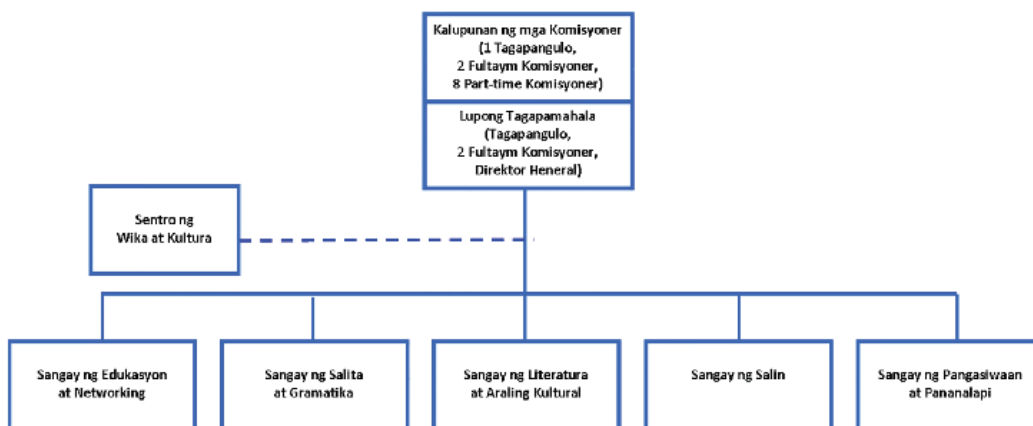 Kalupunan ng mga Komisyoner
(1 Tagapangulo,
2 Fultaym Komisyoner,
8 Part-time Komisyoner)
Lupong Tagapamahala
(Tagapangulo,
2 Fultaym Komisyoner,
Direktor Heneral)
Sentro ng
Wika at Kultura
Sangay ng Edukasyon
at Networking
Sangay ng Salita
at Gramatika
Sangay ng Literatura
at Araling Kultural
Sangay ng Salin
Sangay ng Pangasiwaan
at Pananalapi